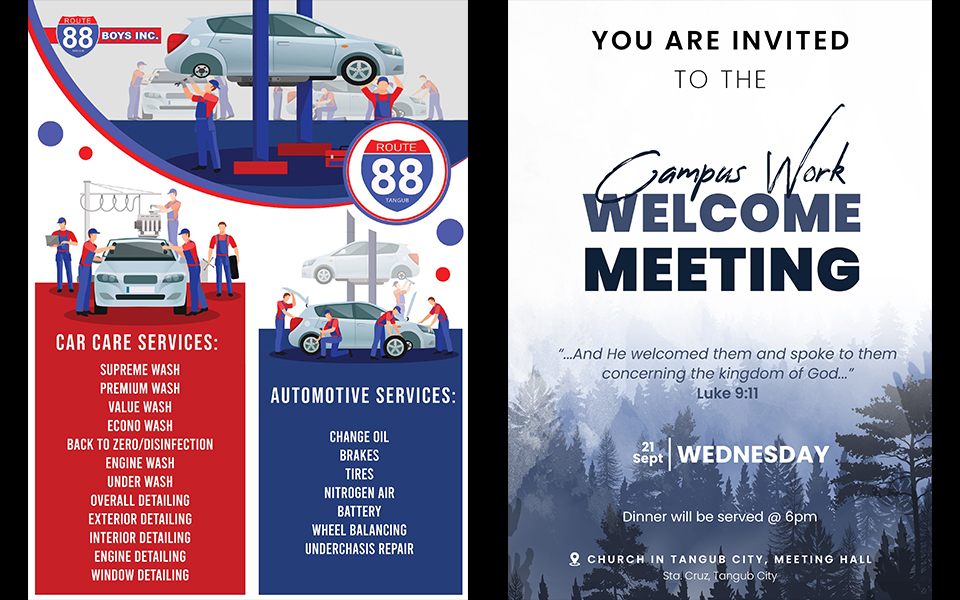 ROUTE
88
TANGUB
BOYS INC.
ROUTE
88
TANGUB
CAR CARE SERVICES:
SUPREME WASH
PREMIUM WASH
VALUE WASH
ECONO WASH
BACK TO ZERO/DISINFECTION
ENGINE WASH
UNDER WASH
OVERALL DETAILING
EXTERIOR DETAILING
INTERIOR DETAILING
ENGINE DETAILING
WINDOW DETAILING
AUTOMOTIVE SERVICES:
CHANGE OIL
BRAKES
TIRES
NITROGEN AIR
BATTERY
WHEEL BALANCING
UNDERCHASIS REPAIR
YOU ARE INVITED
TO THE
Campus Work
WELCOME
MEETING
“...And He welcomed them and spoke to them
concerning the kingdom of God...”
Luke 9:11
21
Sept
WEDNESDAY
Dinner will be served @ 6pm
CHURCH IN TANGUB CITY, MEETING HALL
Sta. Cruz, Tangub City